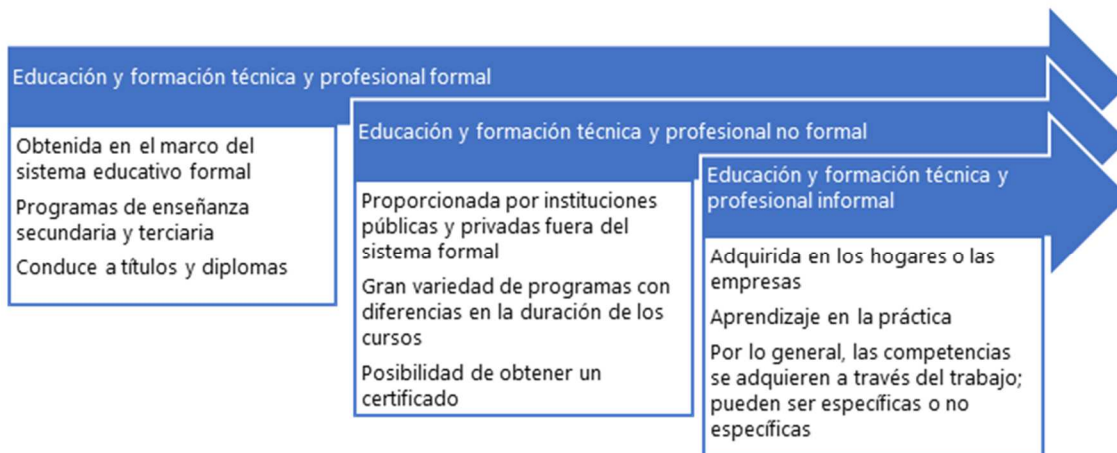 Educación y formación técnica y profesional formal
Obtenida en el marco del
sistema educativo formal
Programas de enseñanza
secundaria y terciaria
Conduce a títulos y diplomas
Educación y formación técnica y profesional no formal
Proporcionada por instituciones
públicas y privadas fuera del
sistema formal
Gran variedad de programas con
diferencias en la duración de los
cursos
Posibilidad de obtener un
certificado
Educación y formación técnica y
profesional informal
Adquirida en los hogares o las
empresas
Aprendizaje en la práctica
Por lo general, las competencias
se adquieren a través del trabajo;
pueden ser específicas o no
específicas